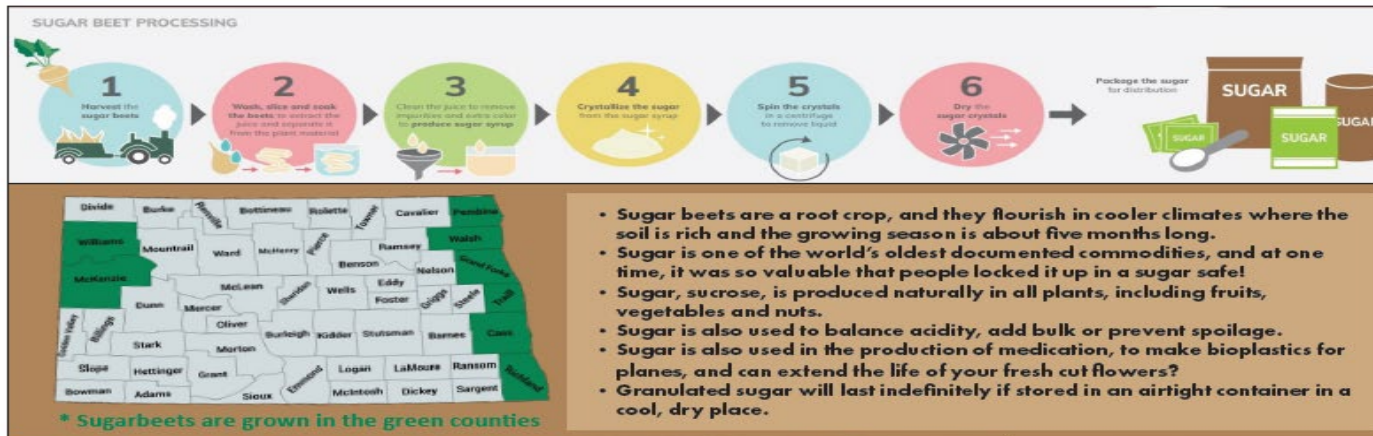 SUGAR BEET PROCESSING
1
Harvest the
sugar beets
2
Wash, slice and cook
the beets to extract the
juice and separate it
from the plant material
3
Clean the juice to remove
impurities and extra color
to produce sugar syrup
4
Crystallize the sugar
from the sugar syrup
5
Spin the crystals
in a centrifuge
to remove liquid
6
Dry the
sugar crystals
Package the sugar
for distribution
SUGAR
SUGAR
SUGAR
SUGAR
Divide
Burke
Renville
Bottineau
Rolette
Towner
Cavalier
Pembina
Williams
Mountrail
Ward
McHenry
Pierce
Ramsey
Walsh
Benson
Nelson
Grand Forks
McKenzie
McLean
Sheridan
Wells
Eddy
Foster
Griggs
Steele
Traill
Dunn
Mercer
Oliver
Golden Valley
Billings
Stark
Morton
Burleigh
Kidder
Stutsman
Barnes
Cass
Slope
Hettinger
Grant
Emmond
Logan
LaMoure
Ransom
Richland
Bowman
Adams
Sioux
McIntosh
Dickey
Sargent
* Sugarbeets are grown in the green counties
• Sugar beets are a root crop, and they flourish in cooler climates where the
soil is rich and the growing season is about five months long.
• Sugar is one of the world's oldest documented commodities, and at one
time, it was so valuable that people locked it up in a sugar safe!
• Sugar, sucrose, is produced naturally in all plants, including fruits,
vegetables and nuts.
• Sugar is also used to balance acidity, add bulk or prevent spoilage.
• Sugar is also used in the production of medication, to make bioplastics for
planes, and can extend the life of your fresh cut flowers?
• Granulated sugar will last indefinitely if stored in an airtight container in a
cool, dry place.